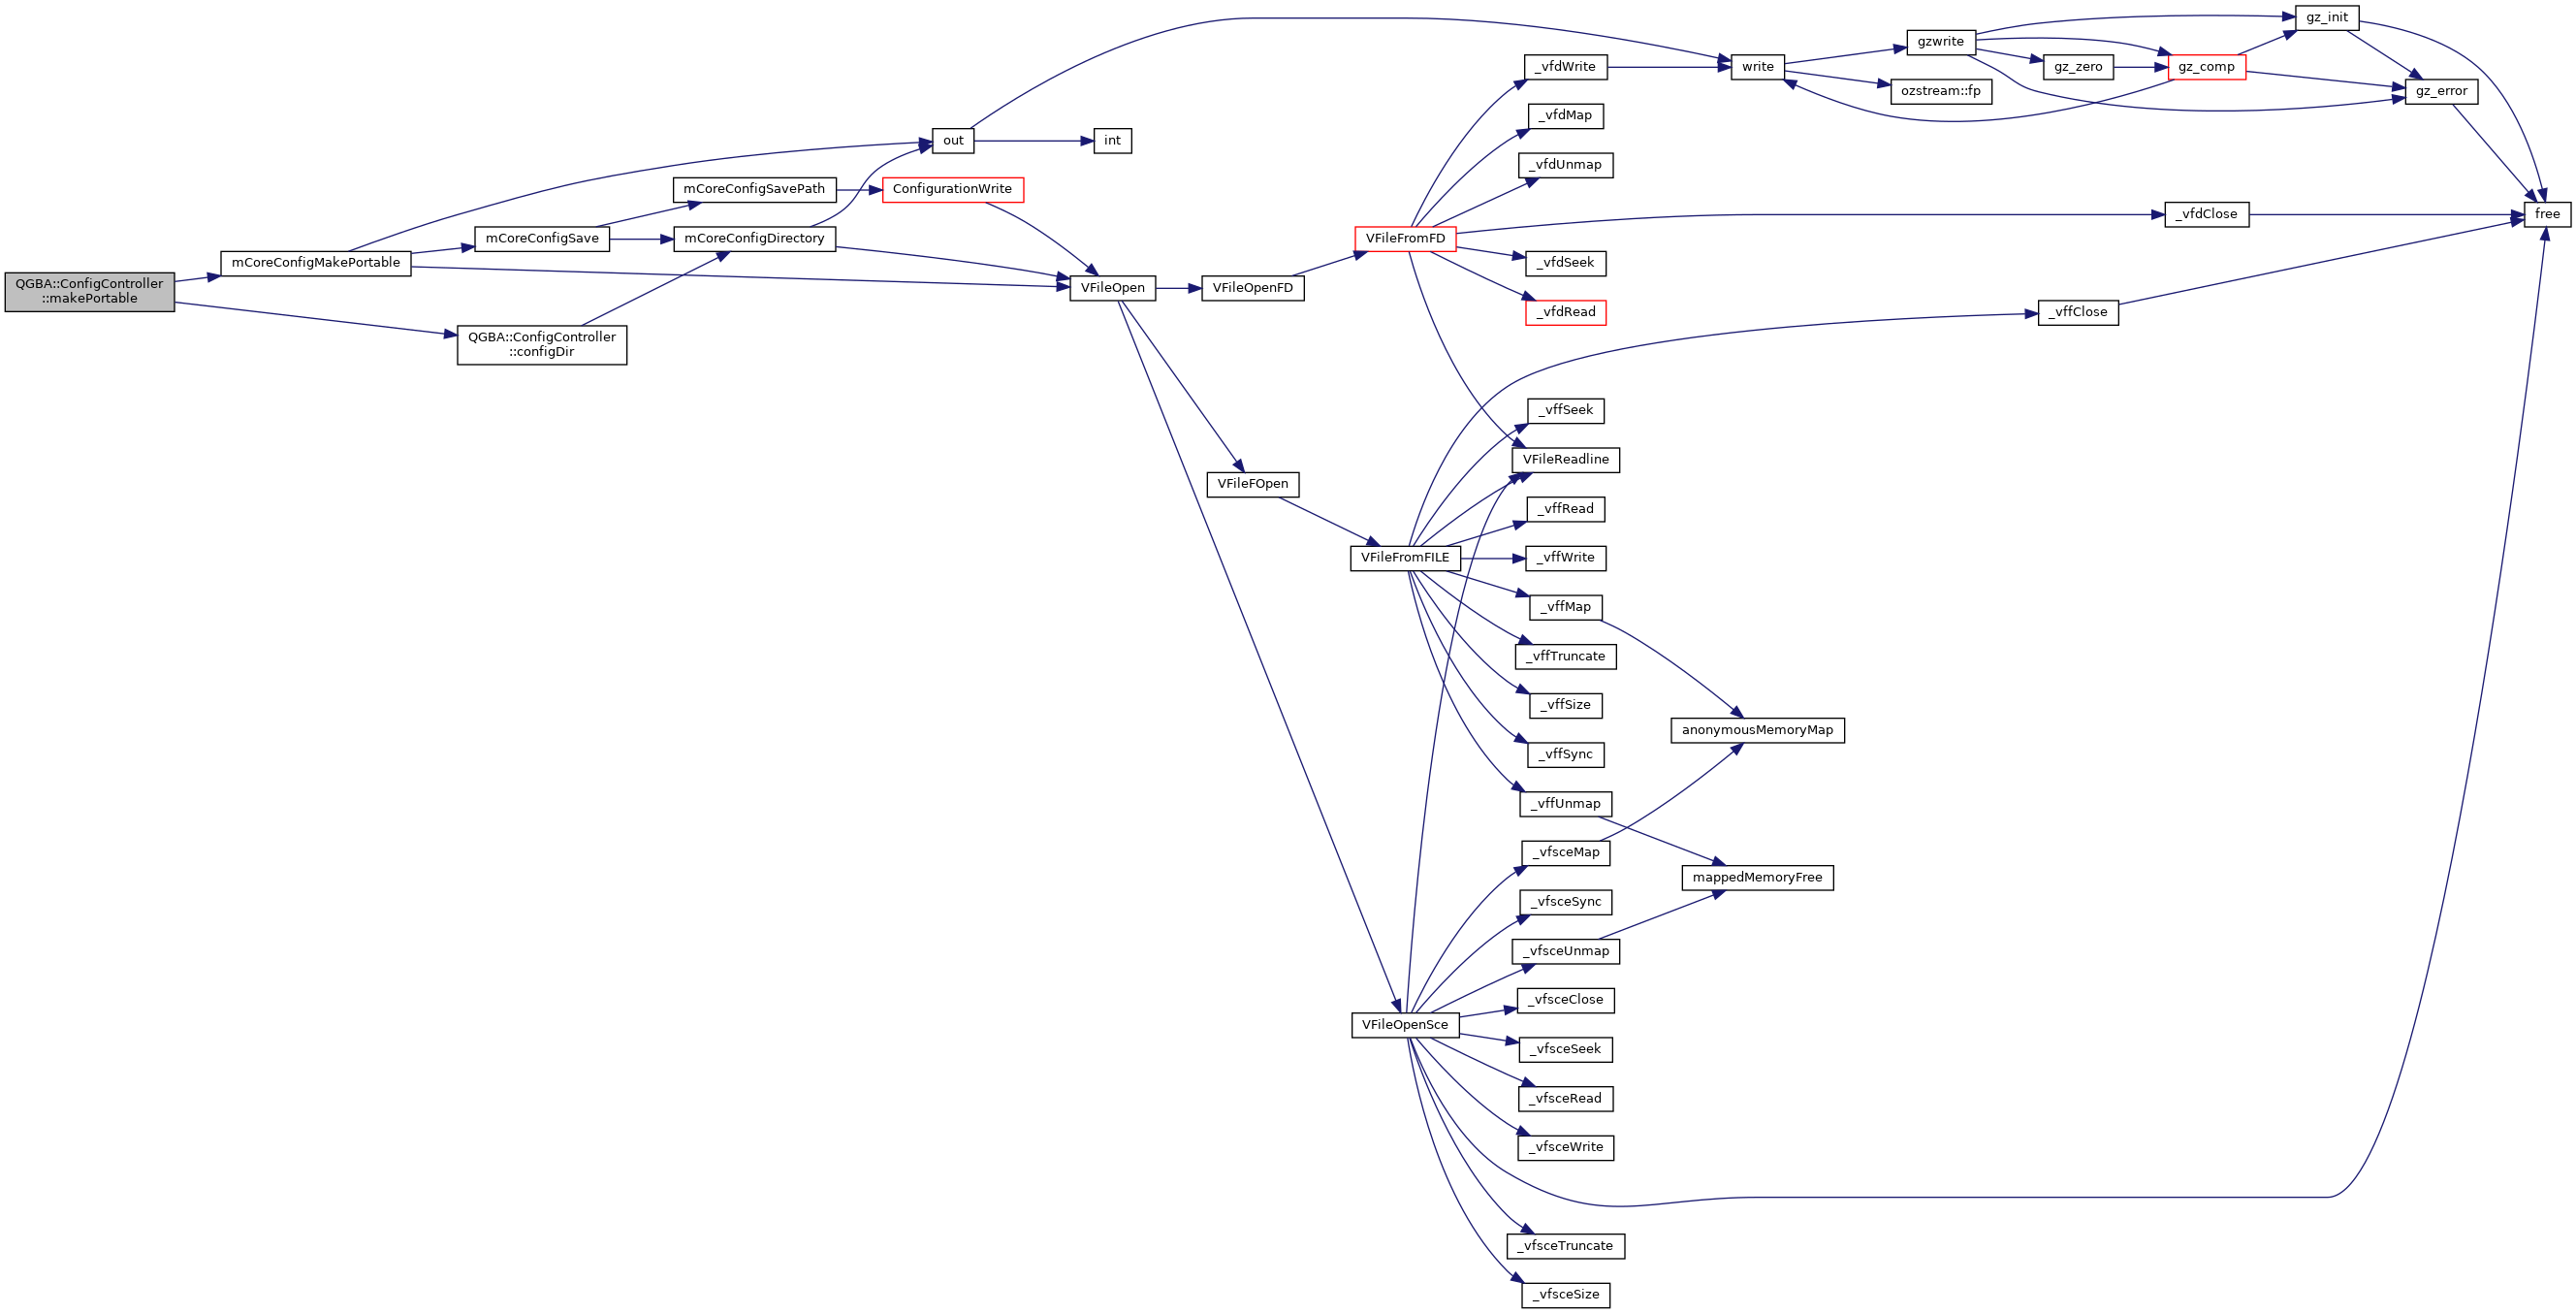 QGBA::ConfigController
::makePortable
mCoreConfigMakePortable
QGBA::ConfigController
::configDir
mCoreConfigSave
mCoreConfigSavePath
mCoreConfigDirectory
out
ConfigurationWrite
int
VFileOpen
VFileOpenFD
VFileFOpen
VFileFromFD
VFileFromFILE
VFileOpenSce
_vfdWrite
_vfdMap
_vfdUnmap
_vfdSeek
_vfdRead
_vffSeek
VFileReadline
_vffRead
_vffWrite
_vffMap
_vffTruncate
_vffSize
_vffSync
_vffUnmap
_vfsceMap
_vfsceSync
_vfsceUnmap
_vfsceClose
_vfsceSeek
_vfsceRead
_vfsceWrite
_vfsceTruncate
_vfsceSize
write
anonymousMemoryMap
mappedMemoryFree
gzwrite
ozstream::fp
gz_zero
_vffClose
gz_comp
_vfdClose
gz_init
gz_error
free